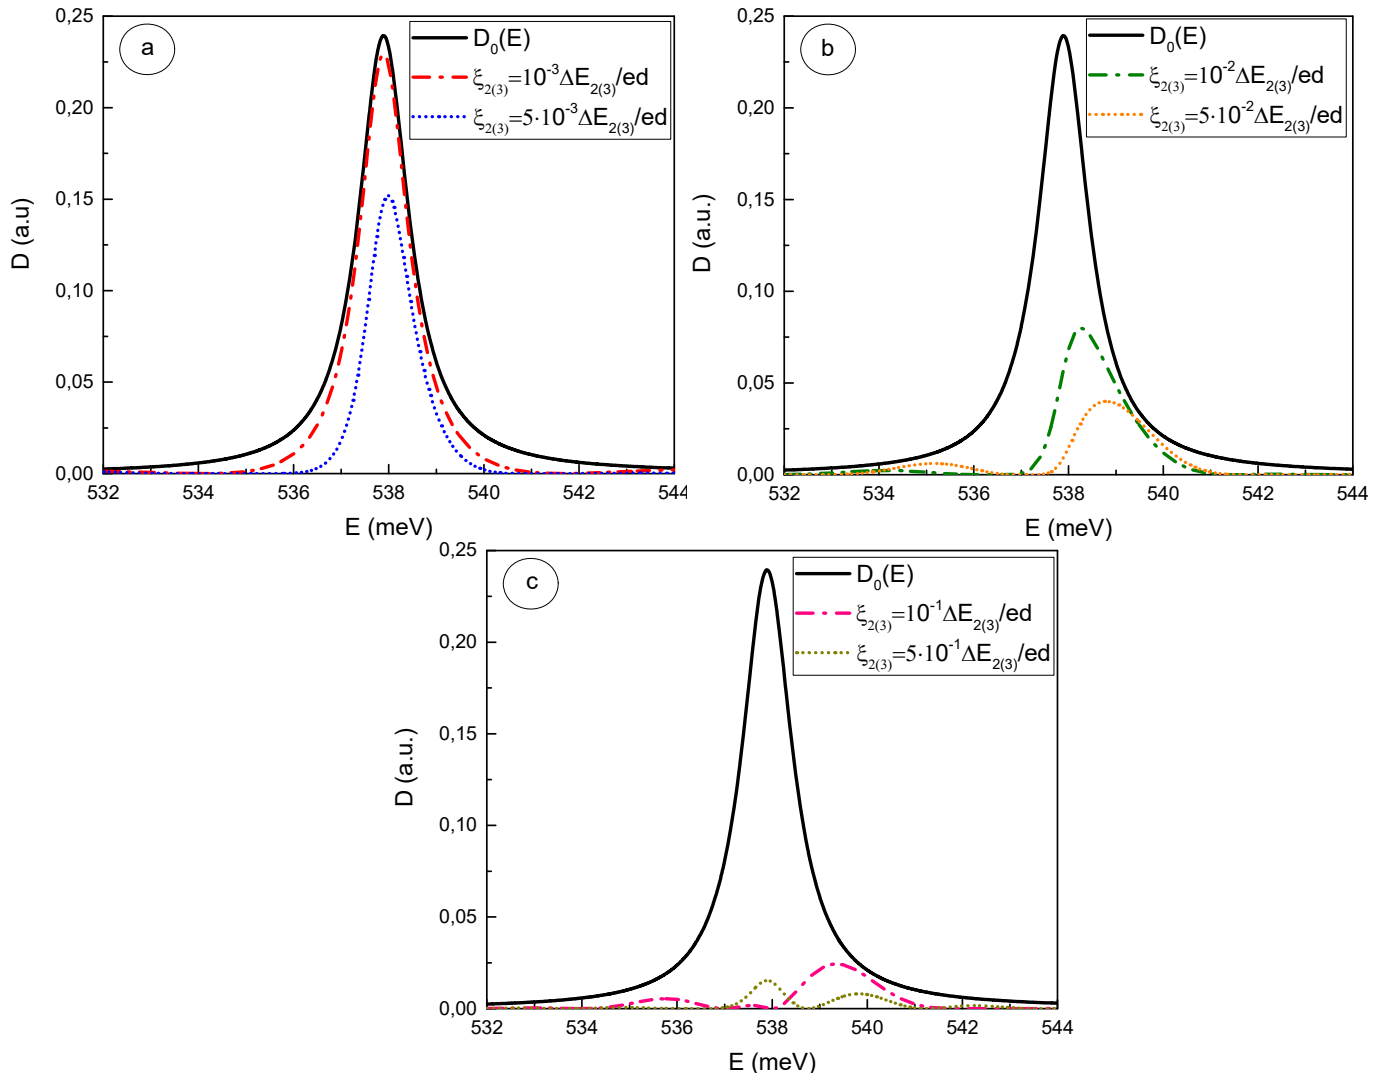 a
D₀(E)
ξ₂₍₃₎=10⁻³ΔE₂₍₃₎/ed
ξ₂₍₃₎=5·10⁻³ΔE₂₍₃₎/ed
0,25
0,20
0,15
0,10
0,05
0,00
D (a.u)
532 534 536 538 540 542 544
E (meV)
b
D₀(E)
ξ₂₍₃₎=10⁻²ΔE₂₍₃₎/ed
ξ₂₍₃₎=5·10⁻²ΔE₂₍₃₎/ed
0,25
0,20
0,15
0,10
0,05
0,00
D (a.u.)
532 534 536 538 540 542 544
E (meV)
c
D₀(E)
ξ₂₍₃₎=10⁻¹ΔE₂₍₃₎/ed
ξ₂₍₃₎=5·10⁻¹ΔE₂₍₃₎/ed
0,25
0,20
0,15
0,10
0,05
0,00
D (a.u.)
532 534 536 538 540 542 544
E (meV)